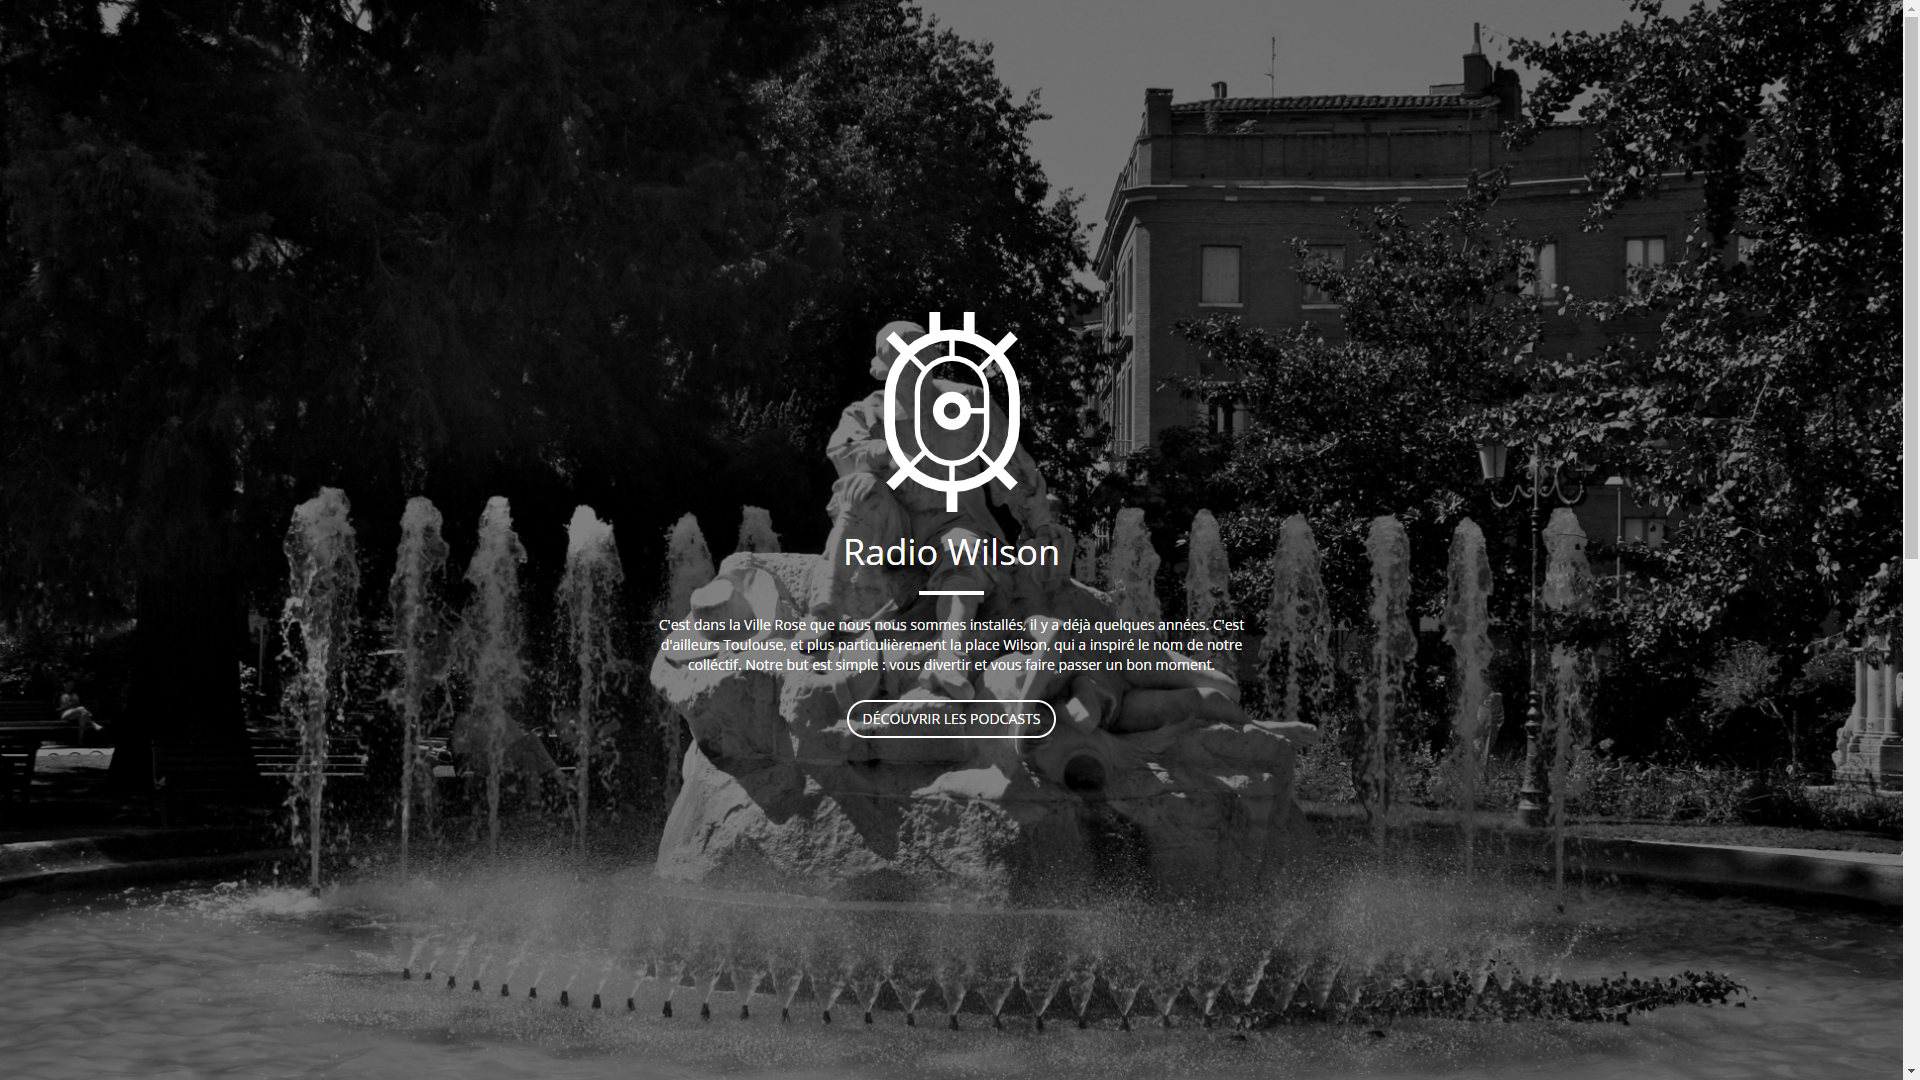 Radio Wilson
C'est dans la Ville Rose que nous nous sommes installés, il y a déjà quelques années. C'est
d'ailleurs Toulouse, et plus particulièrement la place Wilson, qui a inspiré le nom de notre
colléctif. Notre but est simple : vous divertir et vous faire passer un bon moment.
DÉCOUVRIR LES PODCASTS